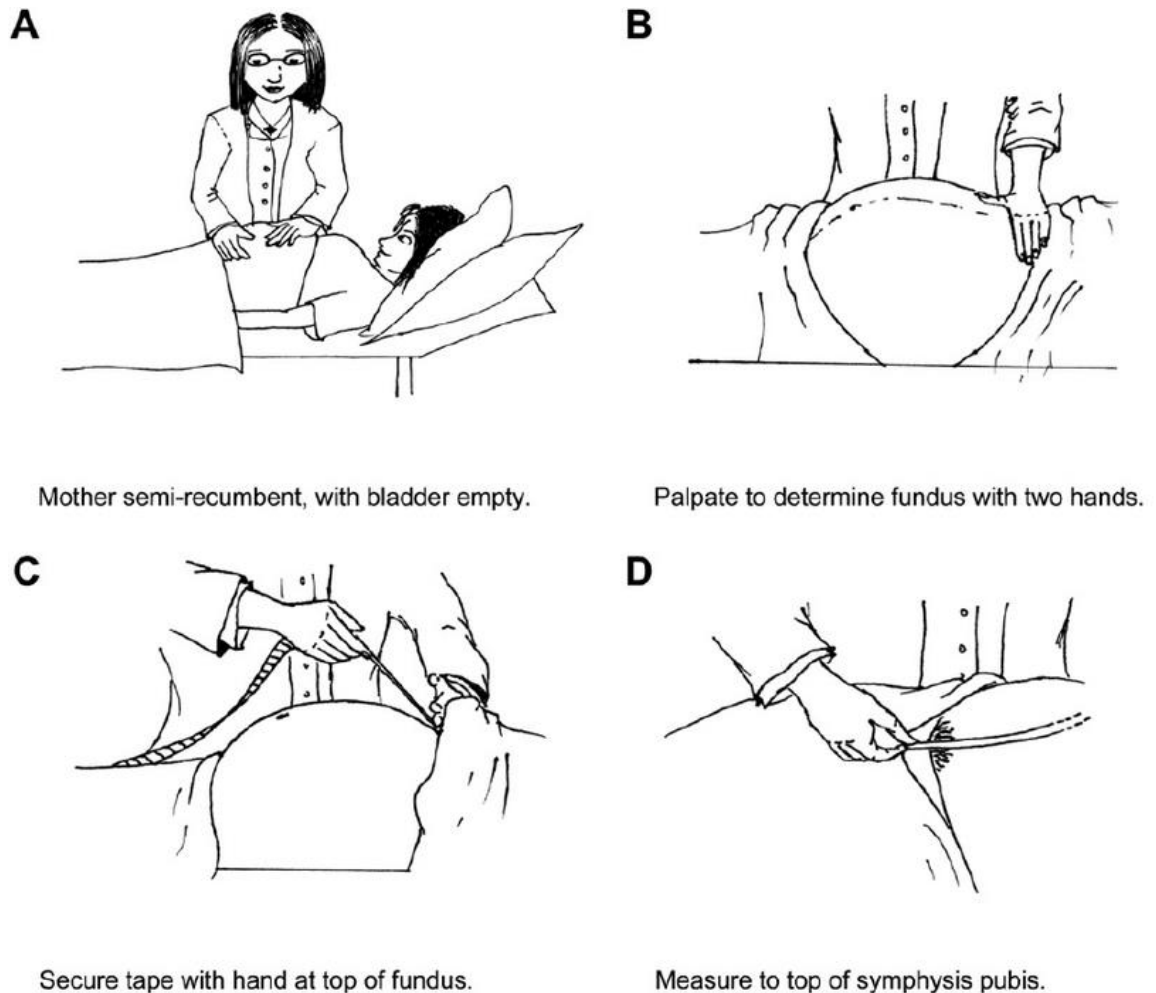 A
B
Mother semi-recumbent, with bladder empty.
Palpate to determine fundus with two hands.
C
D
Secure tape with hand at top of fundus.
Measure to top of symphysis pubis.